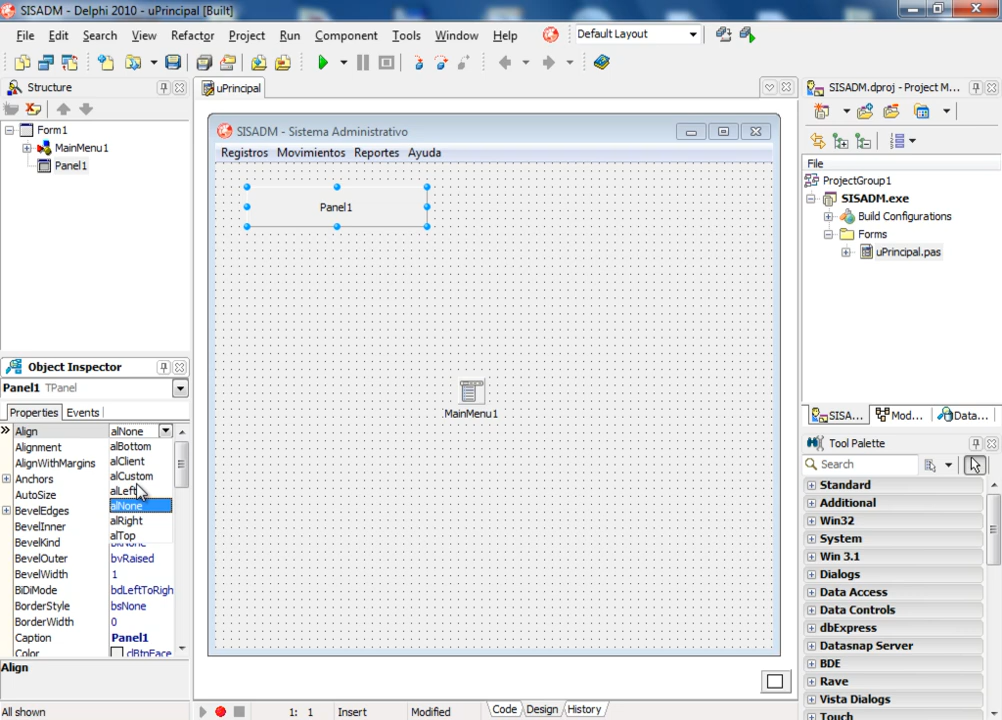 SISADM - Delphi 2010 - uPrincipal [Built]
File Edit Search View Refactor Project Run Component Tools Window Help Default Layout
Structure
Form1
MainMenu1
Panel1
Object Inspector
Panel1 TPanel
Properties Events
Align alNone
Alignment alBottom
AlignWithMargins alClient
Anchors alCustom
AutoSize alLeft
BevelEdges alNone
BevelInner alRight
BevelKind alTop
BevelOuter bvRaised
BevelWidth 1
BiDiMode bdLeftToRigh
BorderStyle bsNone
BorderWidth 0
Caption Panel1
Color clBtnFace
Align
All shown
uPrincipal
SISADM - Sistema Administrativo
Registros Movimientos Reportes Ayuda
Panel1
MainMenu1
1: 1 Insert Modified Code Design History
SISADM.dproj - Project M...
File
ProjectGroup1
SISADM.exe
Build Configurations
Forms
uPrincipal.pas
SISA... Mod... Data...
Tool Palette
Search
Standard
Additional
Win32
System
Win 3.1
Dialogs
Data Access
Data Controls
dbExpress
Datasnap Server
BDE
Rave
Vista Dialogs
Touch